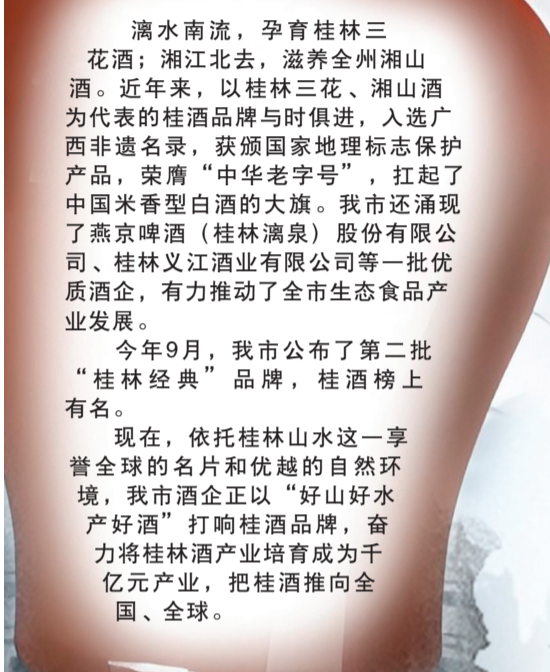 漓水南流，孕育桂林三
花酒；湘江北去，滋养全州湘山
酒。近年来，以桂林三花、湘山酒
为代表的桂酒品牌与时俱进，入选广
西非遗名录，获颁国家地理标志保护
产品，荣膺“中华老字号”，扛起了
中国米香型白酒的大旗。我市还涌现
了燕京啤酒（桂林漓泉）股份有限公
司、桂林义江酒业有限公司等一批优
质酒企，有力推动了全市生态食品产
业发展。
今年9月，我市公布了第二批
“桂林经典”品牌，桂酒榜上
有名。
现在，依托桂林山水这一享
誉全球的名片和优越的自然环
境，我市酒企正以“好山好水
产好酒”打响桂酒品牌，奋
力将桂林酒产业培育成为千
亿元产业，把桂酒推向全
国、全球。